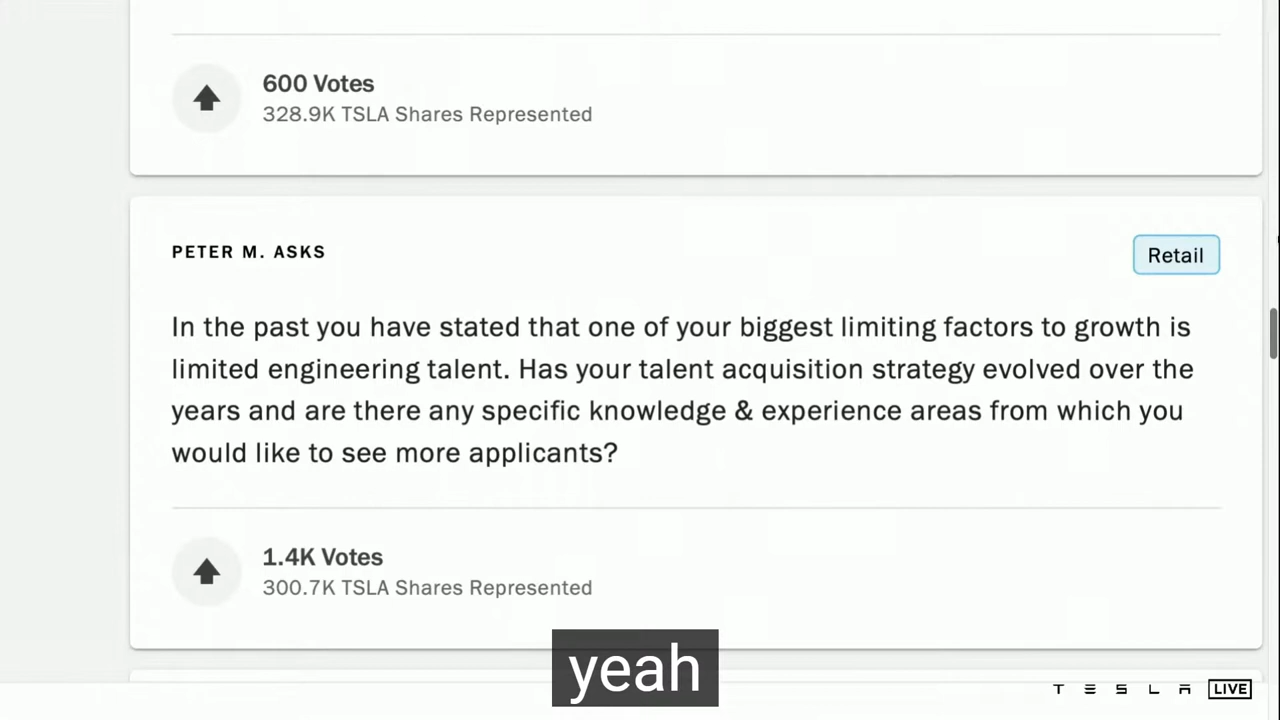 600 Votes
328.9K TSLA Shares Represented
PETER M. ASKS
Retail
In the past you have stated that one of your biggest limiting factors to growth is
limited engineering talent. Has your talent acquisition strategy evolved over the
years and are there any specific knowledge & experience areas from which you
would like to see more applicants?
1.4K Votes
300.7K TSLA Shares Represented
yeah
TESLA LIVE